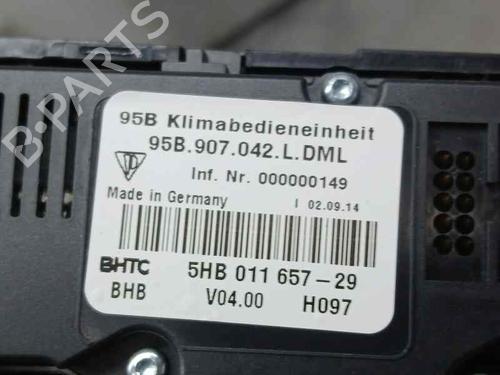 95B Klimabedieneinheit
95B.907.042.L.DML
Inf. Nr. 000000149
Made in Germany I 02.09.14
BHTC 5HB 011 657-29
BHB V04.00 H097
B-PARTS